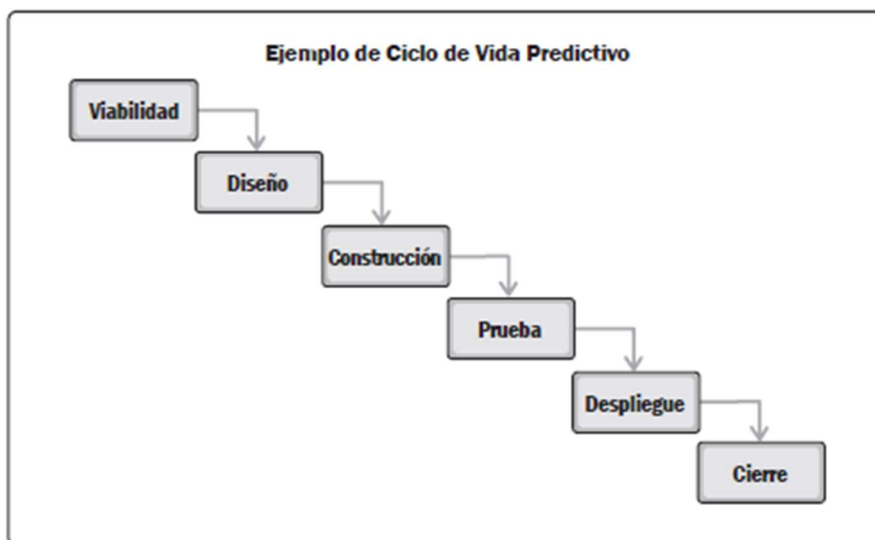 Ejemplo de Ciclo de Vida Predictivo
Viabilidad
Diseño
Construcción
Prueba
Despliegue
Cierre